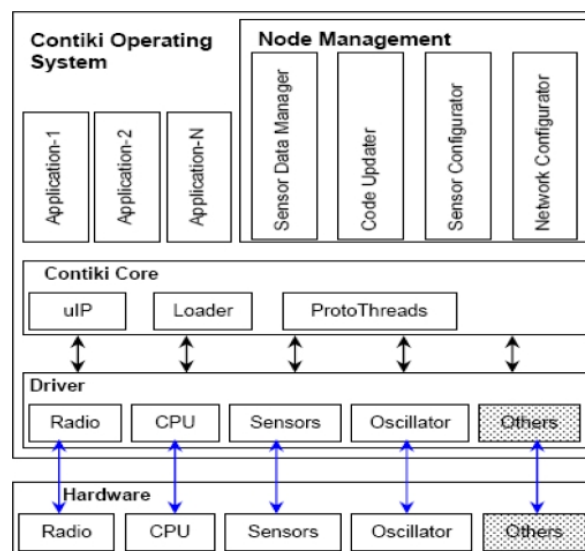 Contiki Operating
System
Node Management
Application-1
Application-2
Application-N
Sensor Data Manager
Code Updater
Sensor Configurator
Network Configurator
Contiki Core
uIP
Loader
ProtoThreads
Driver
Radio
CPU
Sensors
Oscillator
Others
Hardware
Radio
CPU
Sensors
Oscillator
Others